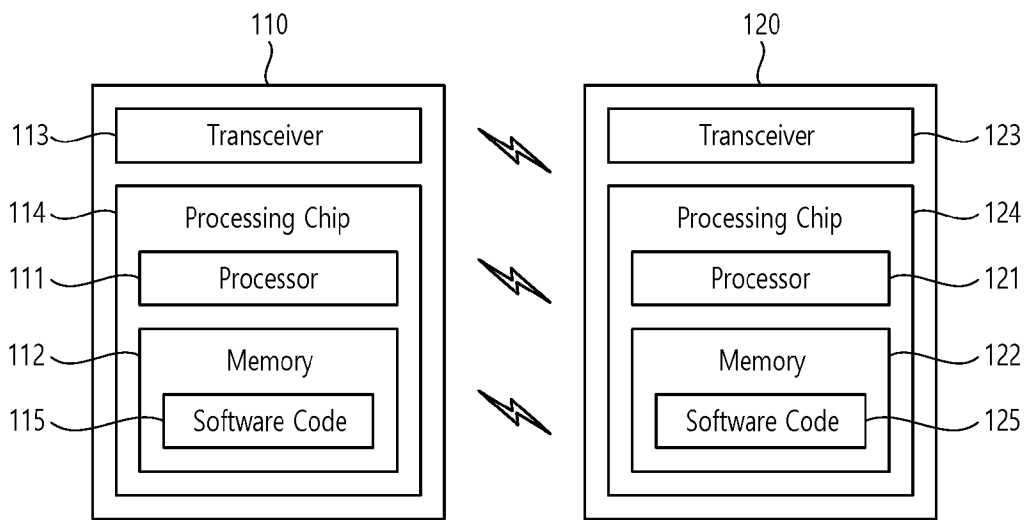 110 120
113 Transceiver Transceiver 123
114 Processing Chip Processing Chip 124
111 Processor Processor 121
112 Memory Memory 122
115 Software Code Software Code 125